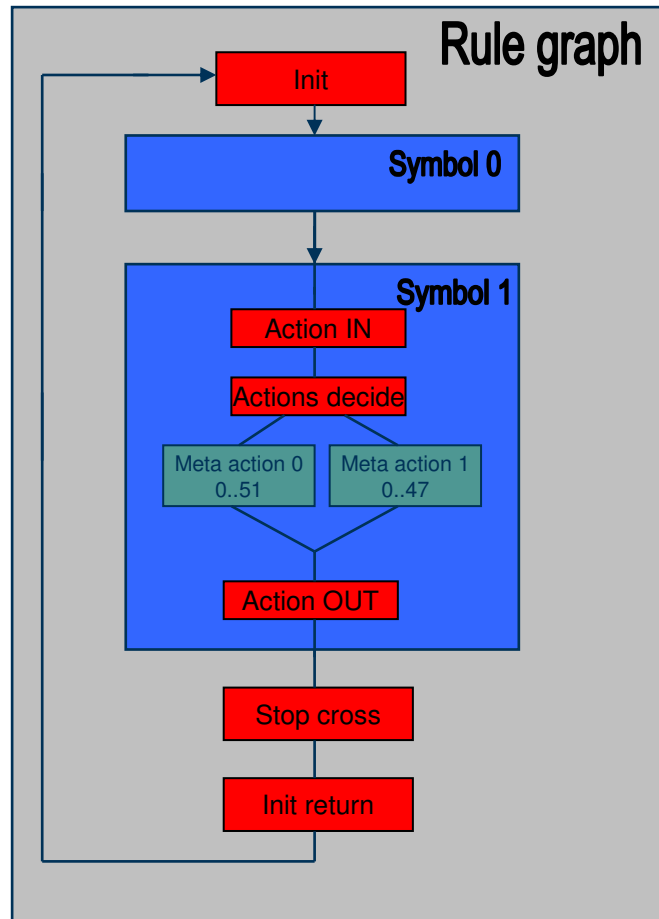 Rule graph
Init
Symbol 0
Symbol 1
Action IN
Actions decide
Meta action 0
0..51
Meta action 1
0..47
Action OUT
Stop cross
Init return